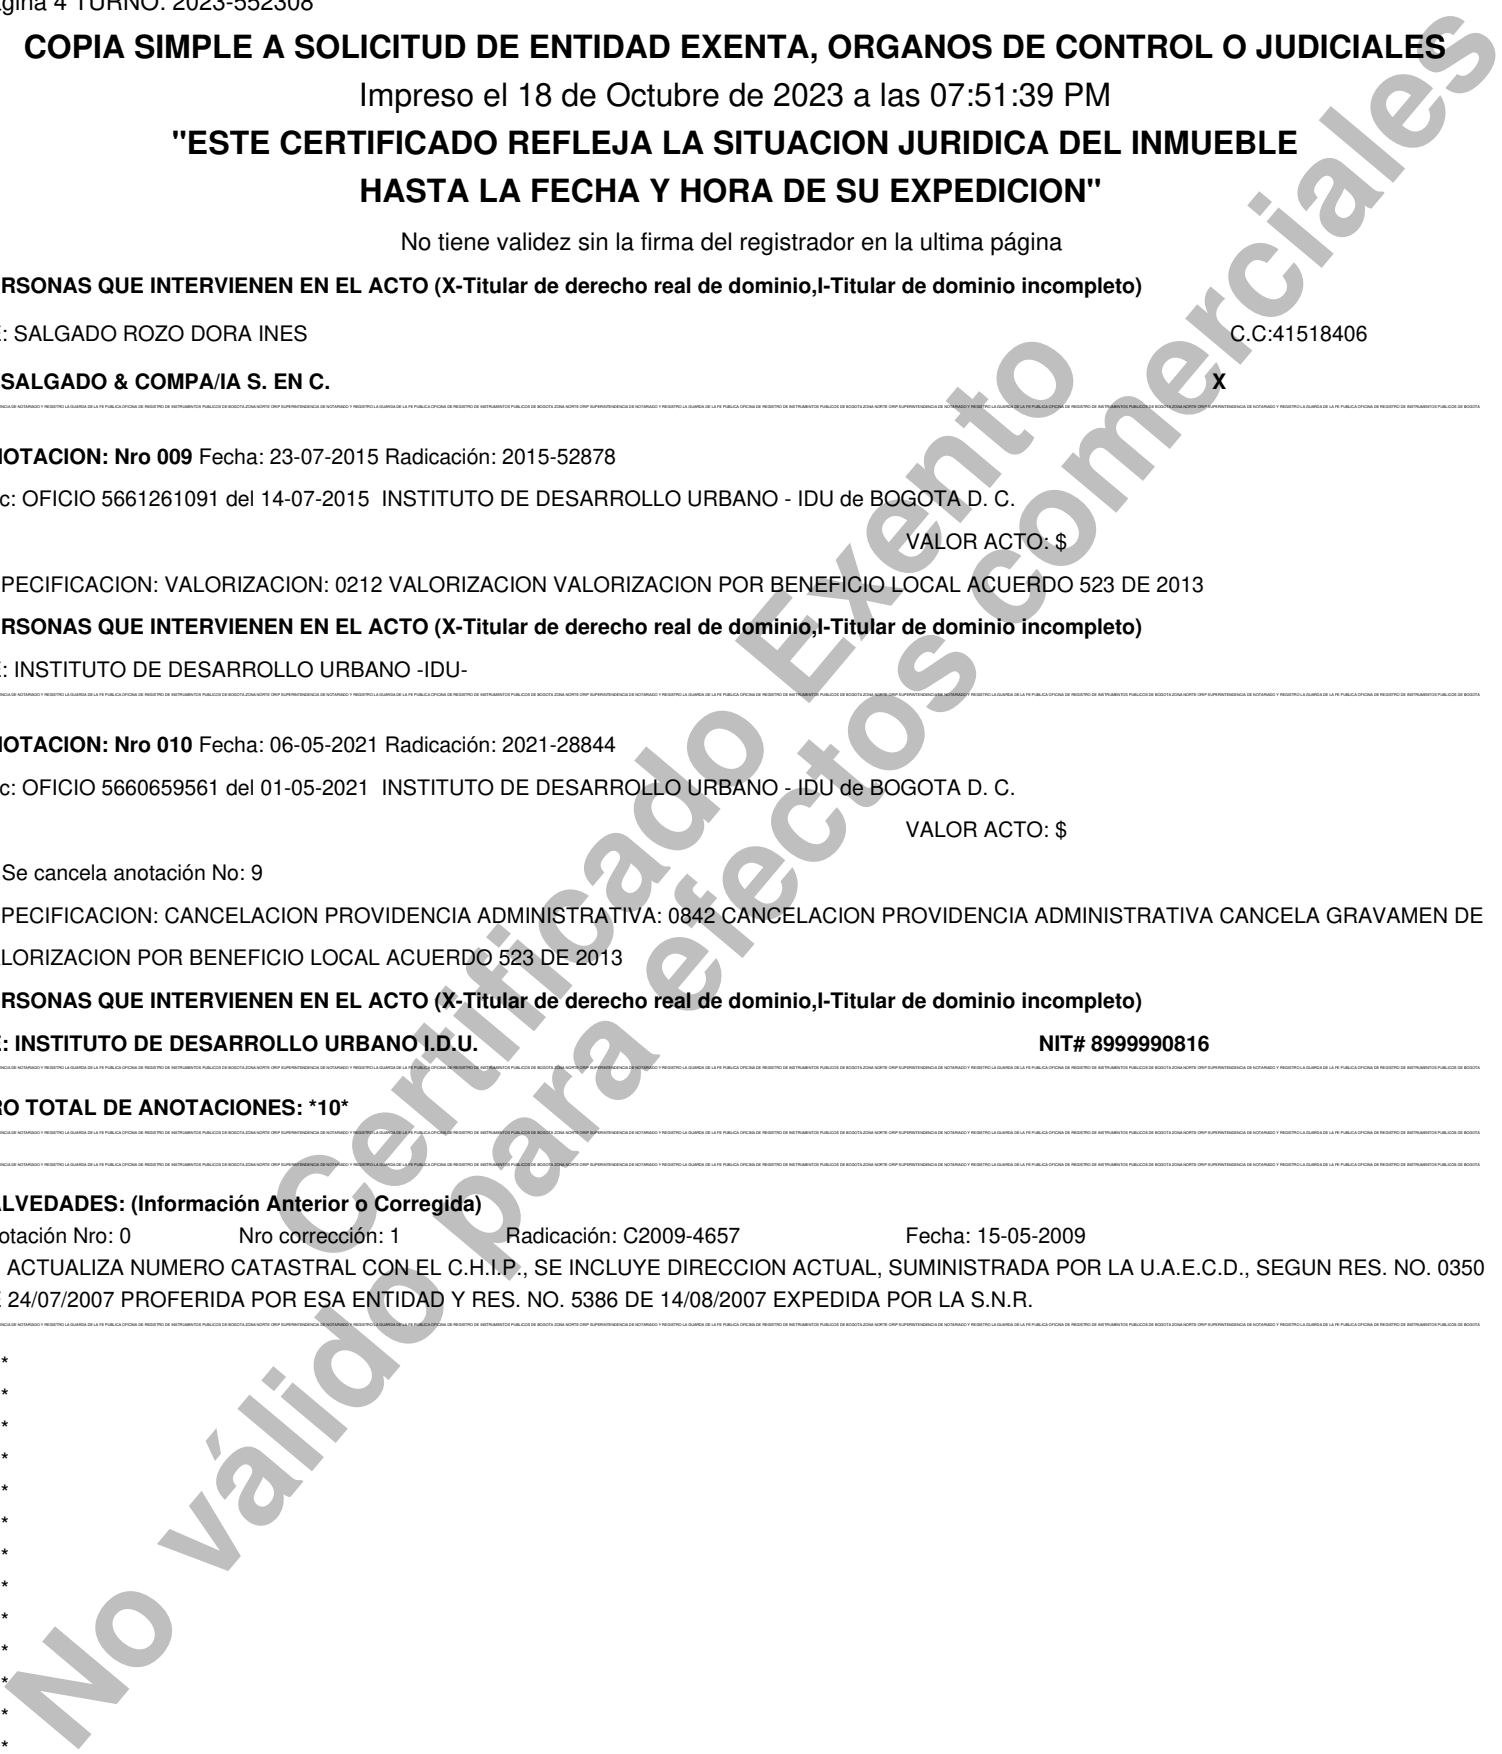 gina 4 TURNO: 2023-552308
COPIA SIMPLE A SOLICITUD DE ENTIDAD EXENTA, ORGANOS DE CONTROL O JUDICIALES
Impreso el 18 de Octubre de 2023 a las 07:51:39 PM
"ESTE CERTIFICADO REFLEJA LA SITUACION JURIDICA DEL INMUEBLE
HASTA LA FECHA Y HORA DE SU EXPEDICION"
No tiene validez sin la firma del registrador en la ultima página
RSONAS QUE INTERVIENEN EN EL ACTO (X-Titular de derecho real de dominio,I-Titular de dominio incompleto)
E: SALGADO ROZO DORA INES C.C:41518406
SALGADO & COMPA/IA S. EN C. X
NOTACION: Nro 009 Fecha: 23-07-2015 Radicación: 2015-52878
c: OFICIO 5661261091 del 14-07-2015 INSTITUTO DE DESARROLLO URBANO - IDU de BOGOTA D. C.
VALOR ACTO: $
PECIFICACION: VALORIZACION: 0212 VALORIZACION VALORIZACION POR BENEFICIO LOCAL ACUERDO 523 DE 2013
RSONAS QUE INTERVIENEN EN EL ACTO (X-Titular de derecho real de dominio,I-Titular de dominio incompleto)
E: INSTITUTO DE DESARROLLO URBANO -IDU-
NOTACION: Nro 010 Fecha: 06-05-2021 Radicación: 2021-28844
c: OFICIO 5660659561 del 01-05-2021 INSTITUTO DE DESARROLLO URBANO - IDU de BOGOTA D. C.
VALOR ACTO: $
Se cancela anotación No: 9
PECIFICACION: CANCELACION PROVIDENCIA ADMINISTRATIVA: 0842 CANCELACION PROVIDENCIA ADMINISTRATIVA CANCELA GRAVAMEN DE
LORIZACION POR BENEFICIO LOCAL ACUERDO 523 DE 2013
RSONAS QUE INTERVIENEN EN EL ACTO (X-Titular de derecho real de dominio,I-Titular de dominio incompleto)
E: INSTITUTO DE DESARROLLO URBANO I.D.U. NIT# 8999990816
RO TOTAL DE ANOTACIONES: *10*
ALVEDADES: (Información Anterior o Corregida)
otación Nro: 0 Nro corrección: 1 Radicación: C2009-4657 Fecha: 15-05-2009
ACTUALIZA NUMERO CATASTRAL CON EL C.H.I.P., SE INCLUYE DIRECCION ACTUAL, SUMINISTRADA POR LA U.A.E.C.D., SEGUN RES. NO. 0350
E 24/07/2007 PROFERIDA POR ESA ENTIDAD Y RES. NO. 5386 DE 14/08/2007 EXPEDIDA POR LA S.N.R.
*
*
*
*
*
*
*
*
*
*
*
*
*
Certificado Exento
No válido para efectos comerciales